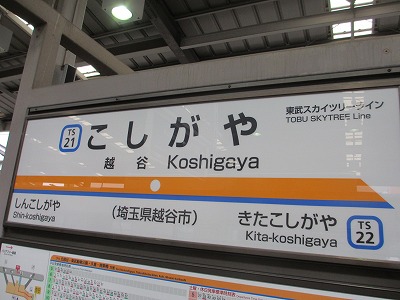 東武スカイツリーライン
TOBU SKYTREE Line
TS
21
こしがや
越谷 Koshigaya
しんこしがや
Shin-koshigaya
(埼玉県越谷市)
きたこしがや
Kita-koshigaya
TS
22